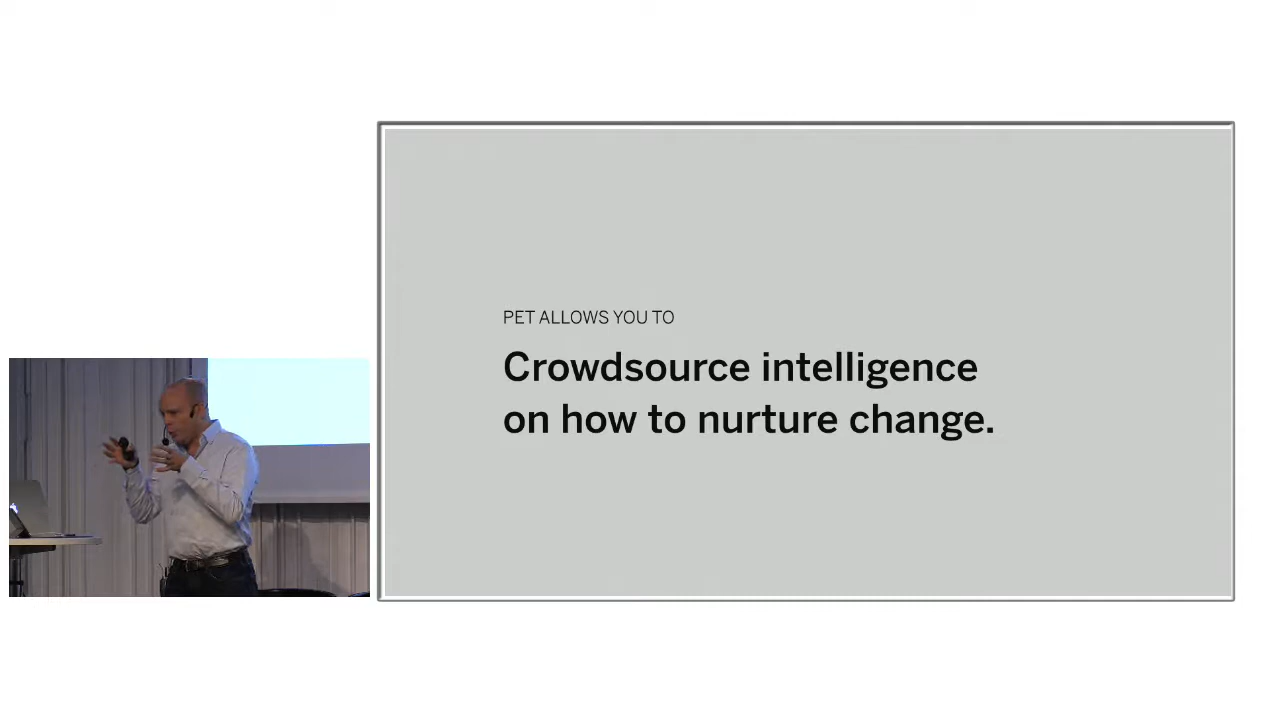 PET ALLOWS YOU TO
Crowdsource intelligence
on how to nurture change.